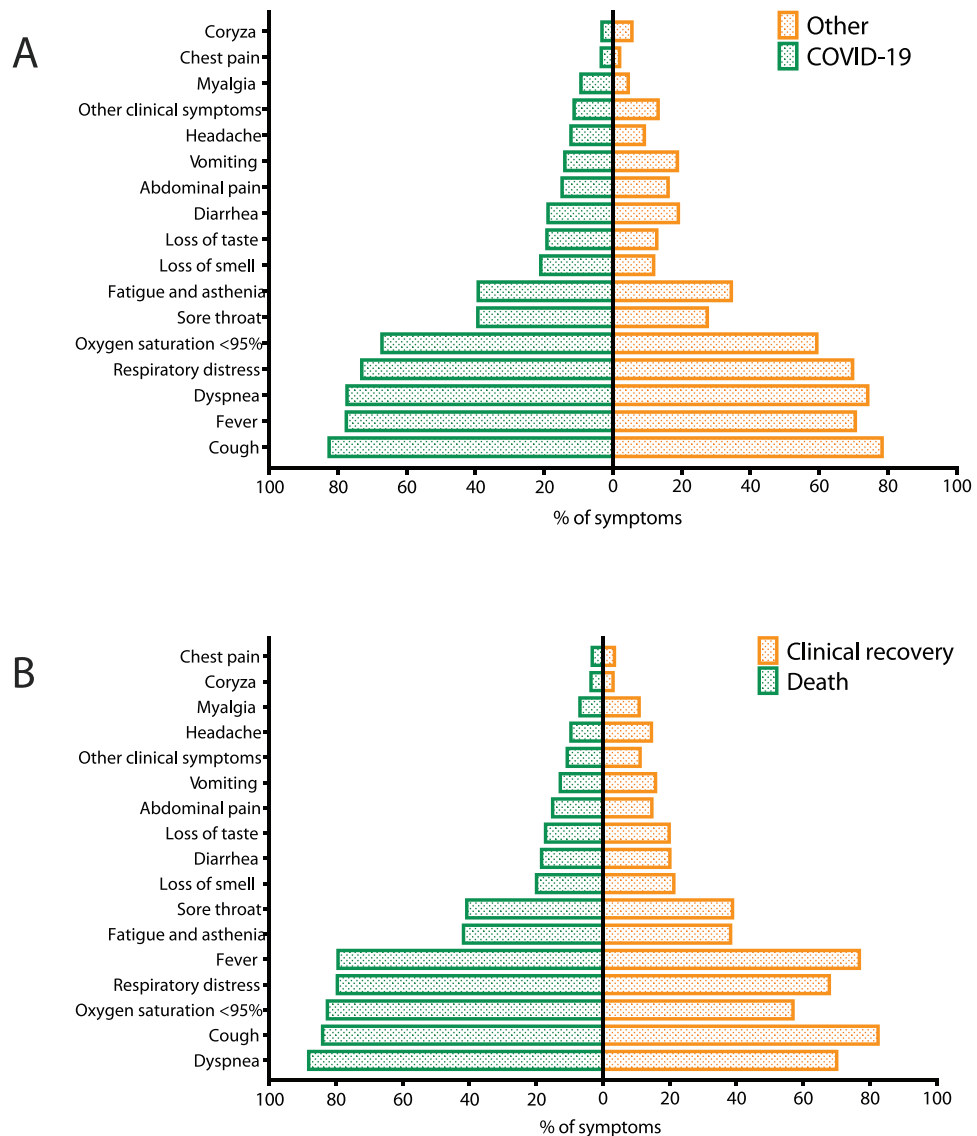 A
Other
COVID-19
Coryza
Chest pain
Myalgia
Other clinical symptoms
Headache
Vomiting
Abdominal pain
Diarrhea
Loss of taste
Loss of smell
Fatigue and asthenia
Sore throat
Oxygen saturation <95%
Respiratory distress
Dyspnea
Fever
Cough
100 80 60 40 20 0 20 40 60 80 100
% of symptoms
B
Clinical recovery
Death
Chest pain
Coryza
Myalgia
Headache
Other clinical symptoms
Vomiting
Abdominal pain
Loss of taste
Diarrhea
Loss of smell
Sore throat
Fatigue and asthenia
Fever
Respiratory distress
Oxygen saturation <95%
Cough
Dyspnea
100 80 60 40 20 0 20 40 60 80 100
% of symptoms